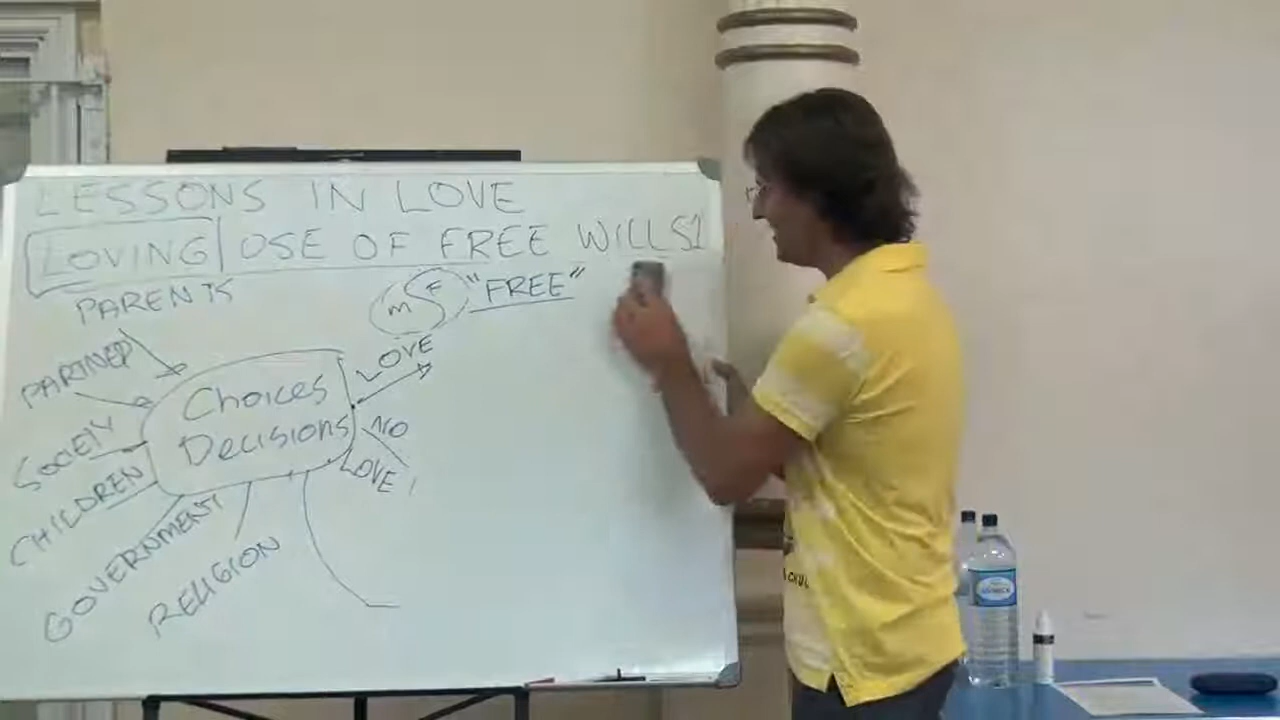 LESSONS IN LOVE
LOVING USE OF FREE WILLS1
PARENTS
m F "FREE"
PARTNER
LOVE
Choices
Decisions
NO
LOVE
SOCIETY
CHILDREN
GOVERNMENT
RELIGION